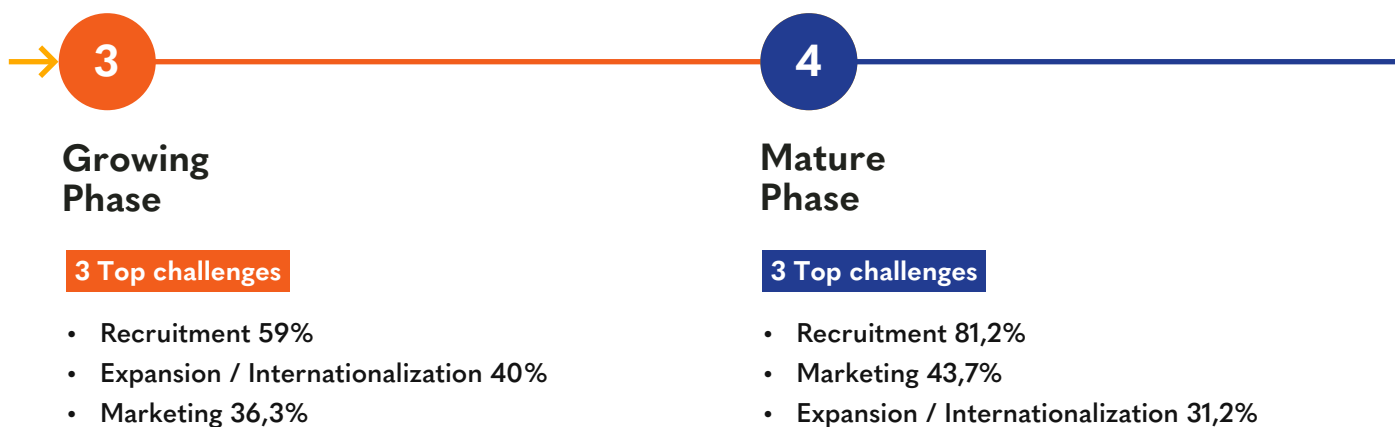 3
Growing
Phase
3 Top challenges
• Recruitment 59%
• Expansion / Internationalization 40%
• Marketing 36,3%
4
Mature
Phase
3 Top challenges
• Recruitment 81,2%
• Marketing 43,7%
• Expansion / Internationalization 31,2%